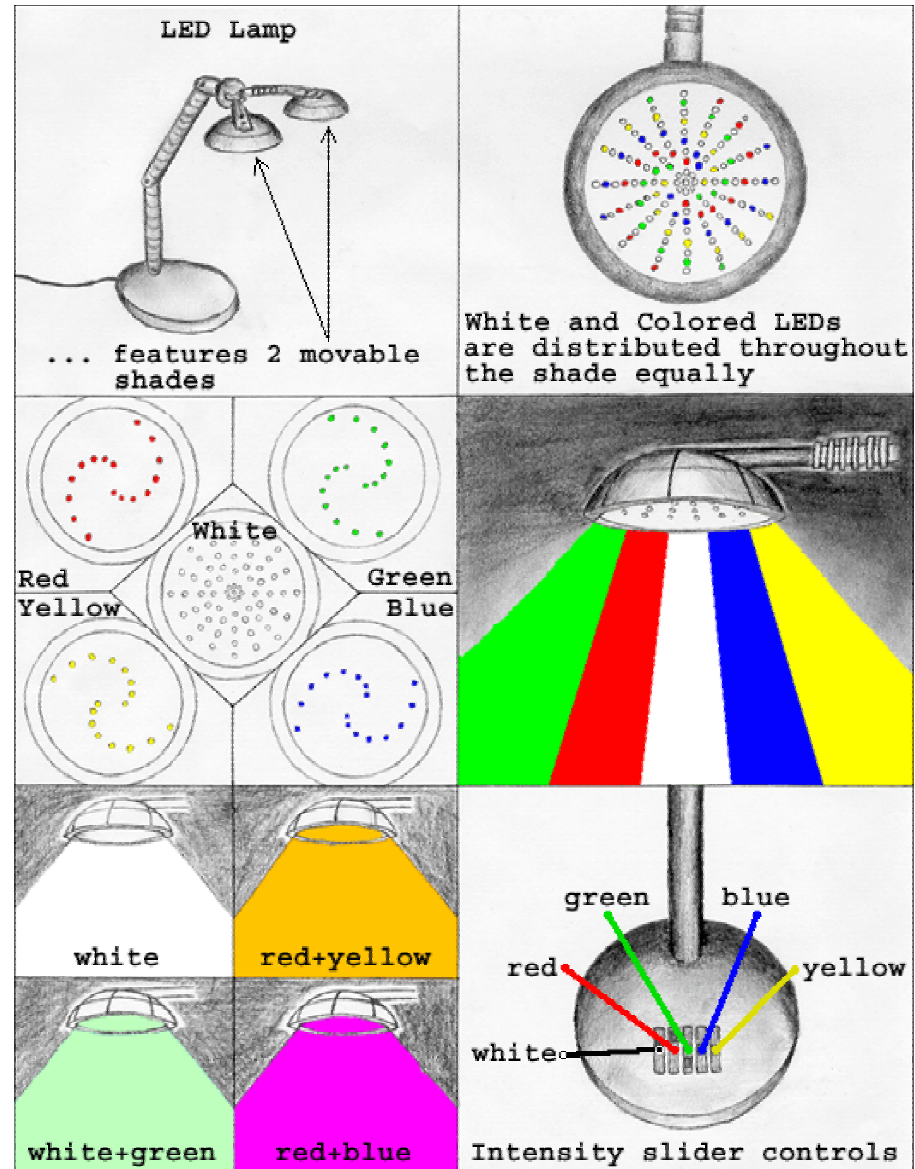 LED Lamp
... features 2 movable
shades
White and Colored LEDs
are distributed throughout
the shade equally
White
Red
Green
Yellow
Blue
white
red+yellow
white+green
red+blue
green
blue
red
yellow
white
Intensity slider controls